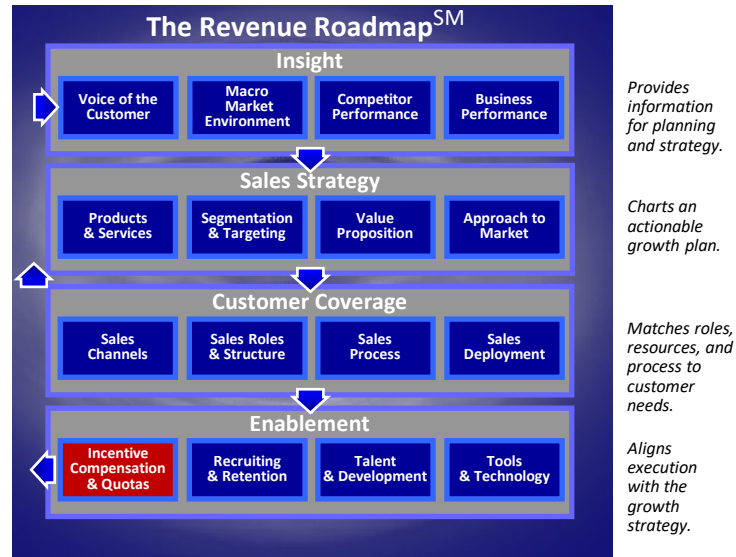 The Revenue Roadmap SM
Insight
Voice of the
Customer
Macro
Market
Environment
Competitor
Performance
Business
Performance
Provides
information
for planning
and strategy.
Sales Strategy
Products
& Services
Segmentation
& Targeting
Value
Proposition
Approach to
Market
Charts an
actionable
growth plan.
Customer Coverage
Sales
Channels
Sales Roles
& Structure
Sales
Process
Sales
Deployment
Matches roles,
resources, and
process to
customer
needs.
Enablement
Incentive
Compensation
& Quotas
Recruiting
& Retention
Talent
& Development
Tools
& Technology
Aligns
execution
with the
growth
strategy.